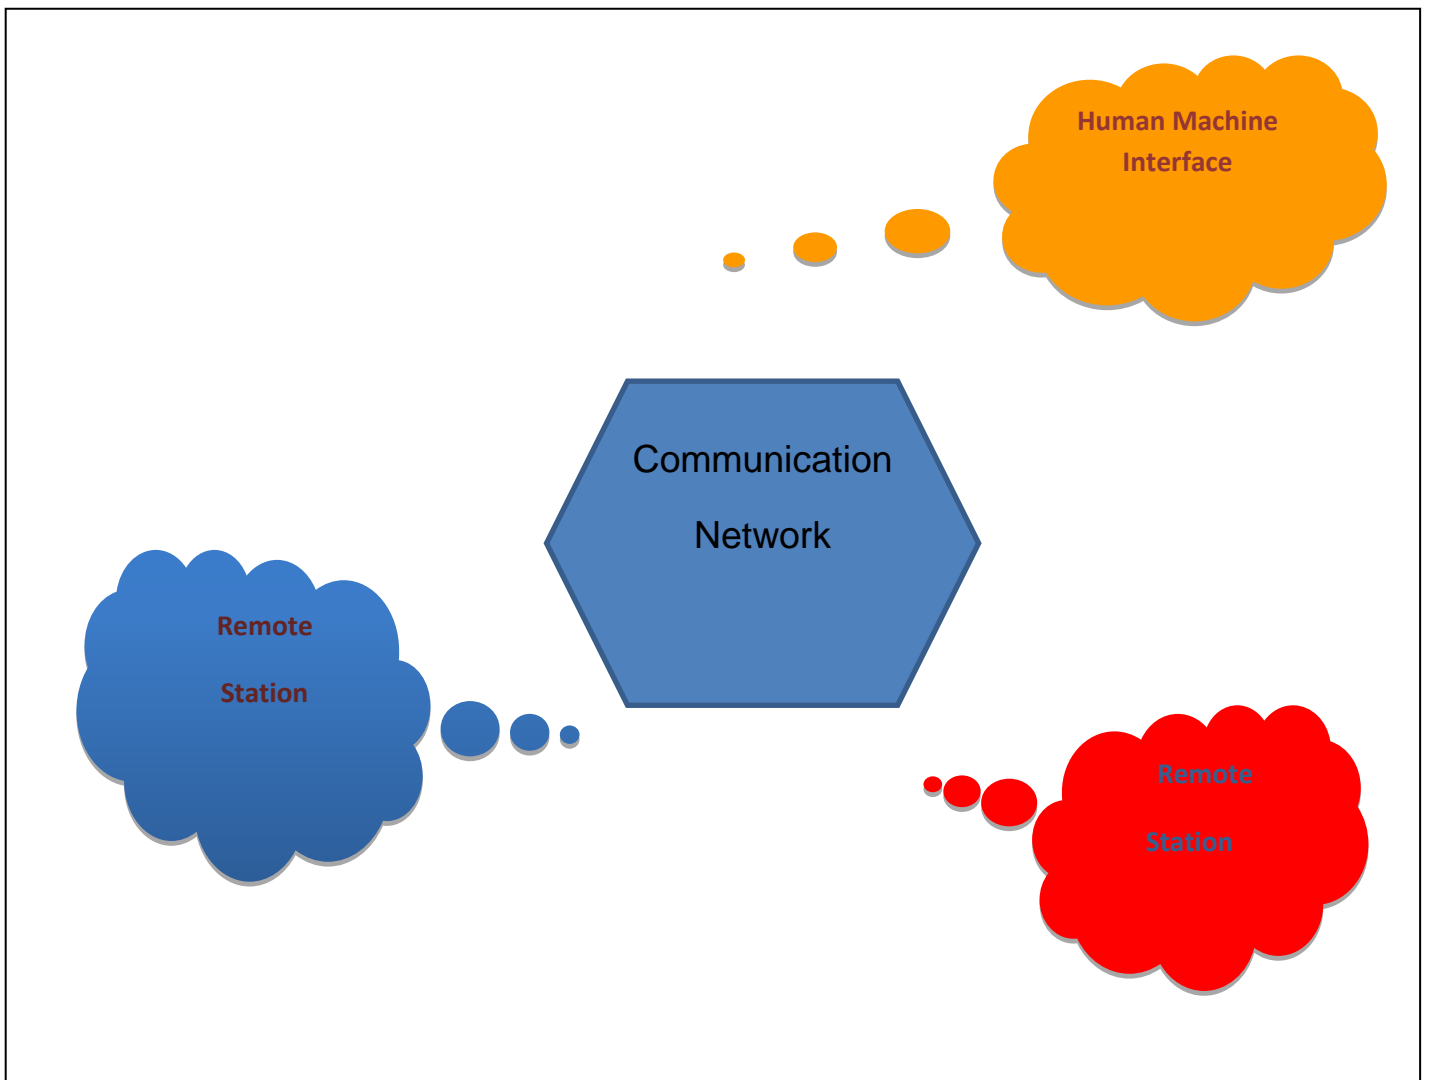 Human Machine
Interface
Communication
Network
Remote
Station
Remote
Station